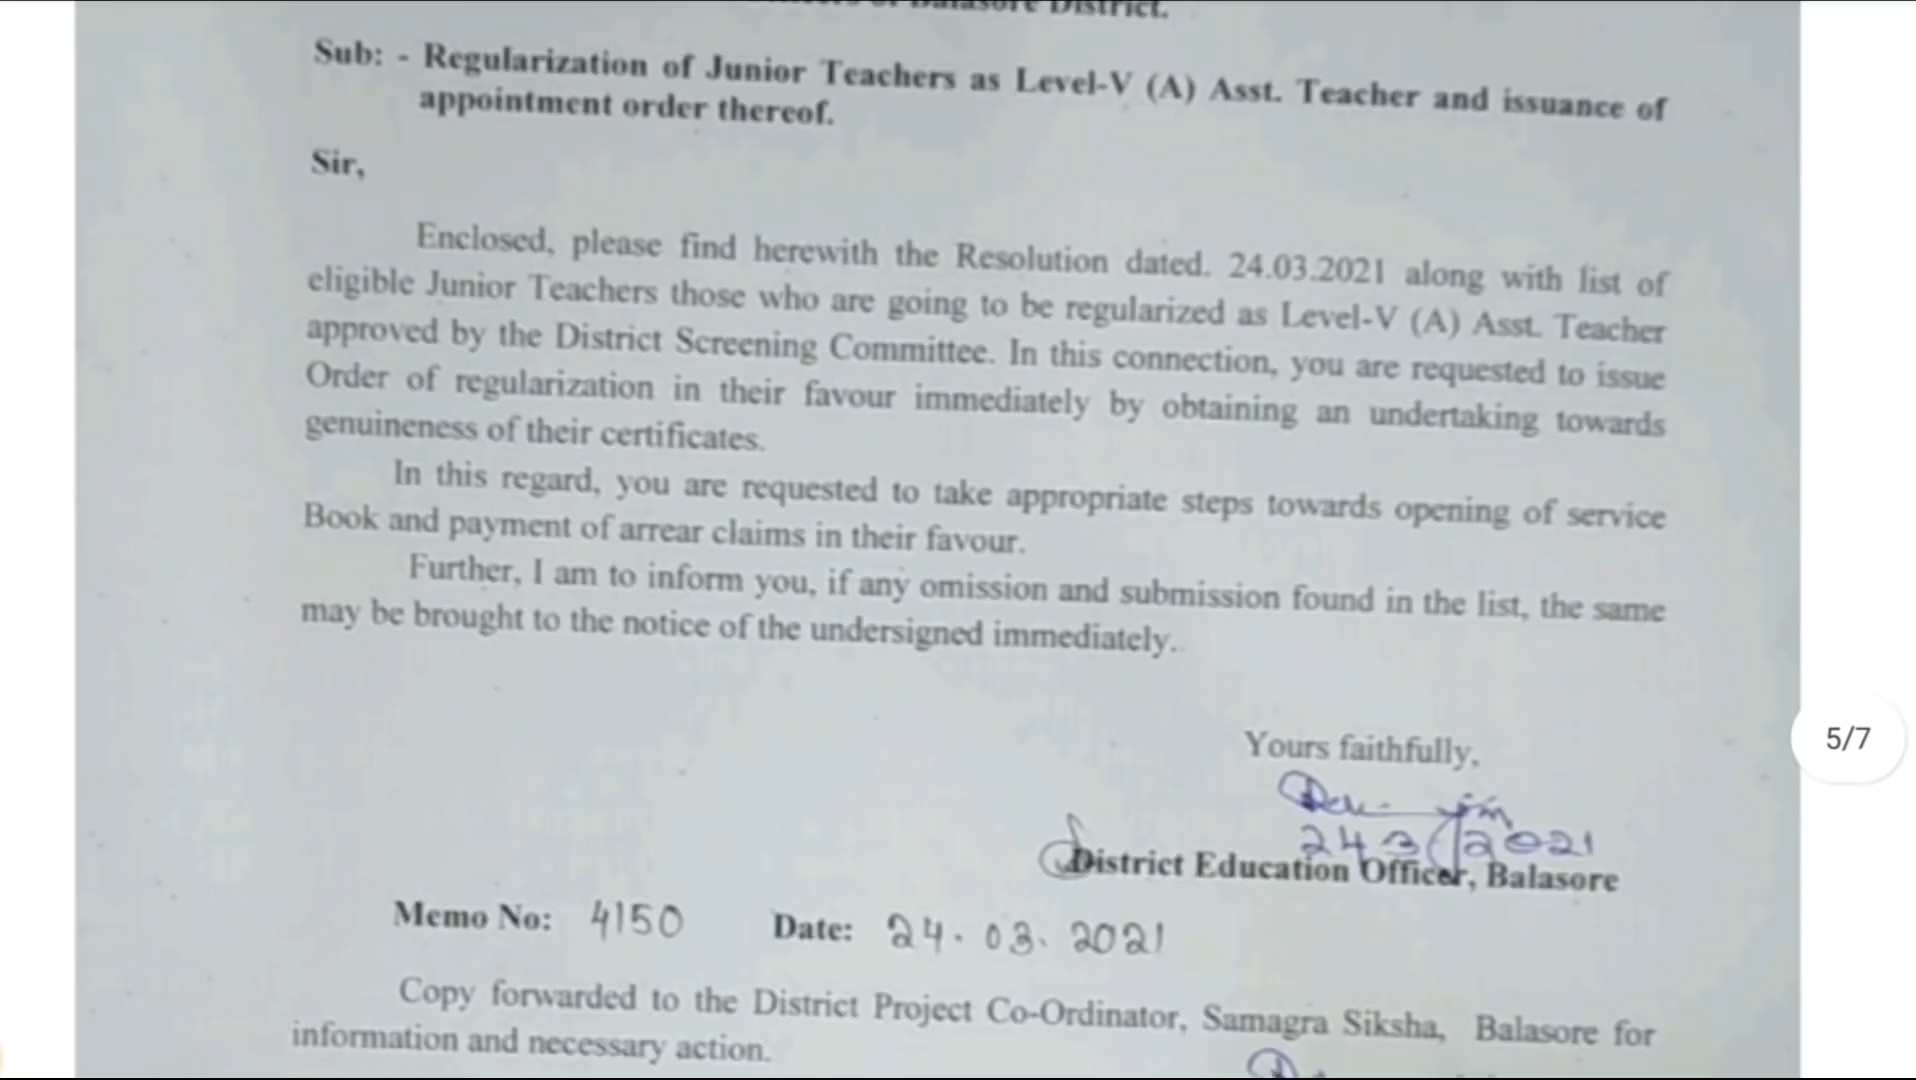 of Balasore District.
Sub: - Regularization of Junior Teachers as Level-V (A) Asst. Teacher and issuance of
appointment order thereof.
Sir,
Enclosed, please find herewith the Resolution dated. 24.03.2021 along with list of
eligible Junior Teachers those who are going to be regularized as Level-V (A) Asst. Teacher
approved by the District Screening Committee. In this connection, you are requested to issue
Order of regularization in their favour immediately by obtaining an undertaking towards
genuineness of their certificates.
In this regard, you are requested to take appropriate steps towards opening of service
Book and payment of arrear claims in their favour.
Further, I am to inform you, if any omission and submission found in the list, the same
may be brought to the notice of the undersigned immediately.
5/7
Yours faithfully,
24/3/2021
District Education Officer, Balasore
Memo No: 4150 Date: 24.03.2021
Copy forwarded to the District Project Co-Ordinator, Samagra Siksha, Balasore for
information and necessary action.